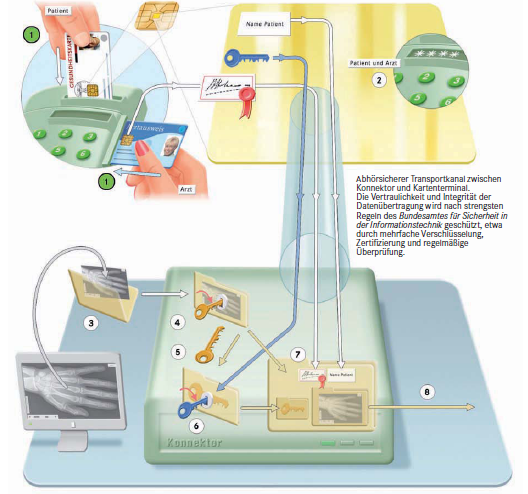 Patient
1
GESUNDHEITSKARTE
Name Patient
Patient und Arzt
2
* * * *
1
Arzt
Abhörsicherer Transportkanal zwischen
Konnektor und Kartenterminal.
Die Vertraulichkeit und Integrität der
Datenübertragung wird nach strengsten
Regeln des Bundesamtes für Sicherheit in
der Informationstechnik geschützt, etwa
durch mehrfache Verschlüsselung,
Zertifizierung und regelmäßige
Überprüfung.
3
4
5
7
Name Patient
8
6
Konnektor